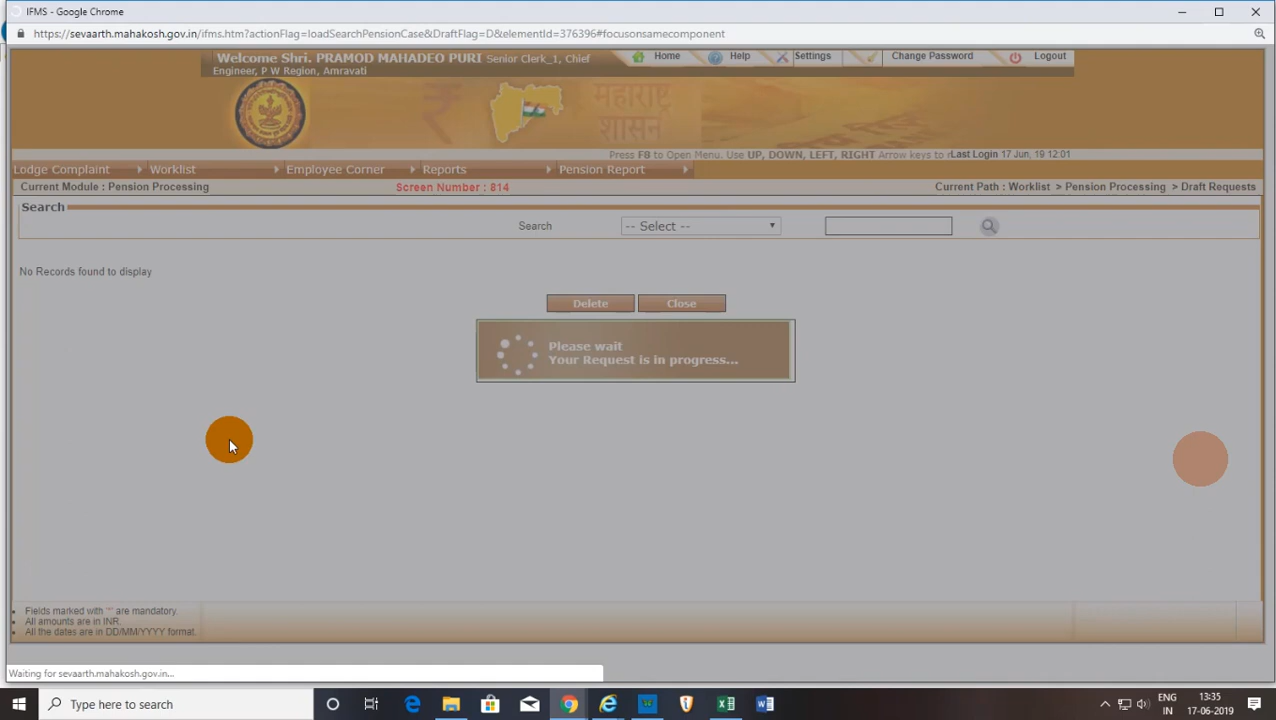 IFMS - Google Chrome
https://sevaarth.mahakosh.gov.in/ifms.htm?actionFlag=loadSearchPensionCase&DraftFlag=D&elementId=376396#focusonsamecomponent
Welcome Shri. PRAMOD MAHADEO PURI Senior Clerk_1, Chief
Engineer, P W Region, Amravati
Home Help Settings Change Password Logout
महाराष्ट्र
शासन
Press F8 to Open Menu. Use UP, DOWN, LEFT, RIGHT Arrow keys to Last Login 17 Jun, 19 12:01
Lodge Complaint Worklist Employee Corner Reports Pension Report
Current Module : Pension Processing Screen Number : 814 Current Path : Worklist > Pension Processing > Draft Requests
Search
Search -- Select --
No Records found to display
Delete Close
Please wait
Your Request is in progress...
Fields marked with '*' are mandatory.
All amounts are in INR.
All the dates are in DD/MM/YYYY format.
Waiting for sevaarth.mahakosh.gov.in...
Type here to search
ENG 13:35
IN 17-06-2019